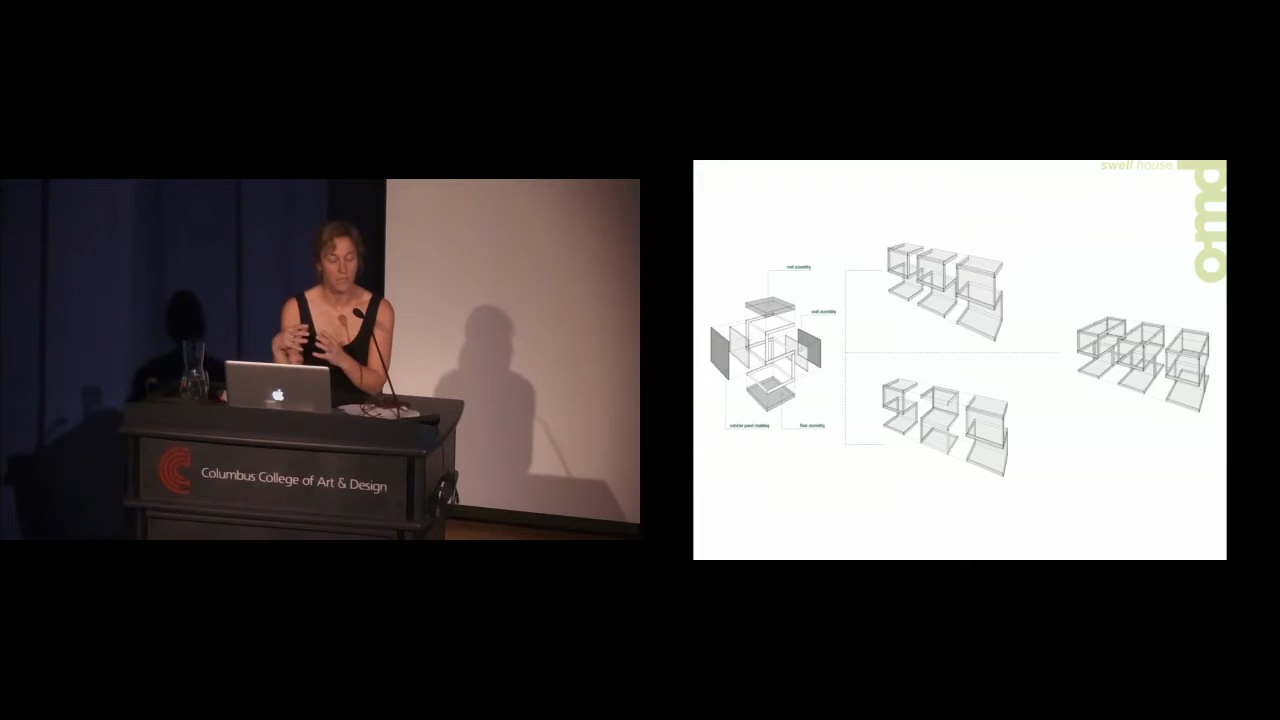 Columbus College of Art & Design
swell house
omd
roof assembly
wall assembly
exterior panel cladding
floor assembly